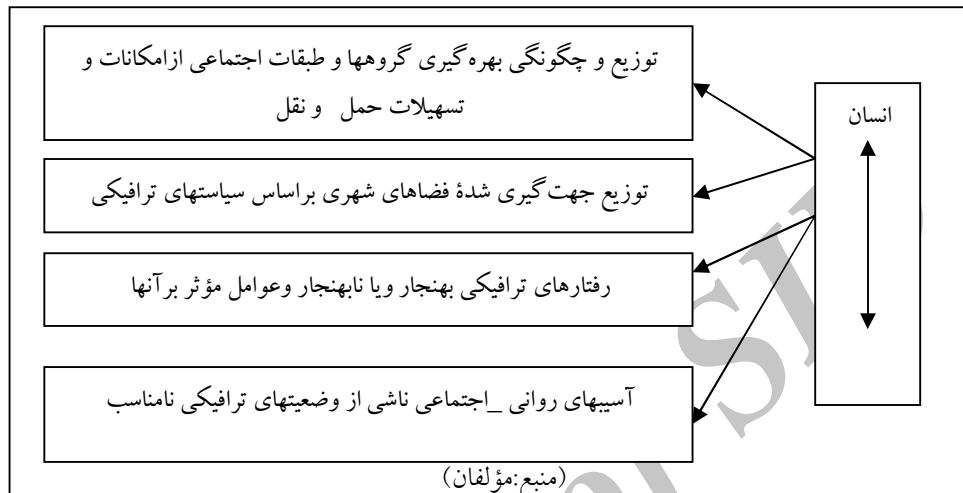 انسان
توزیع و چگونگی بهره‌گیری گروهها و طبقات اجتماعی ازامکانات و
تسهیلات حمل و نقل
توزیع جهت‌گیری شدۀ فضاهای شهری براساس سیاستهای ترافیکی
رفتارهای ترافیکی بهنجار ویا نابهنجار وعوامل مؤثر برآنها
آسیبهای روانی _اجتماعی ناشی از وضعیتهای ترافیکی نامناسب
(منبع:مؤلفان)